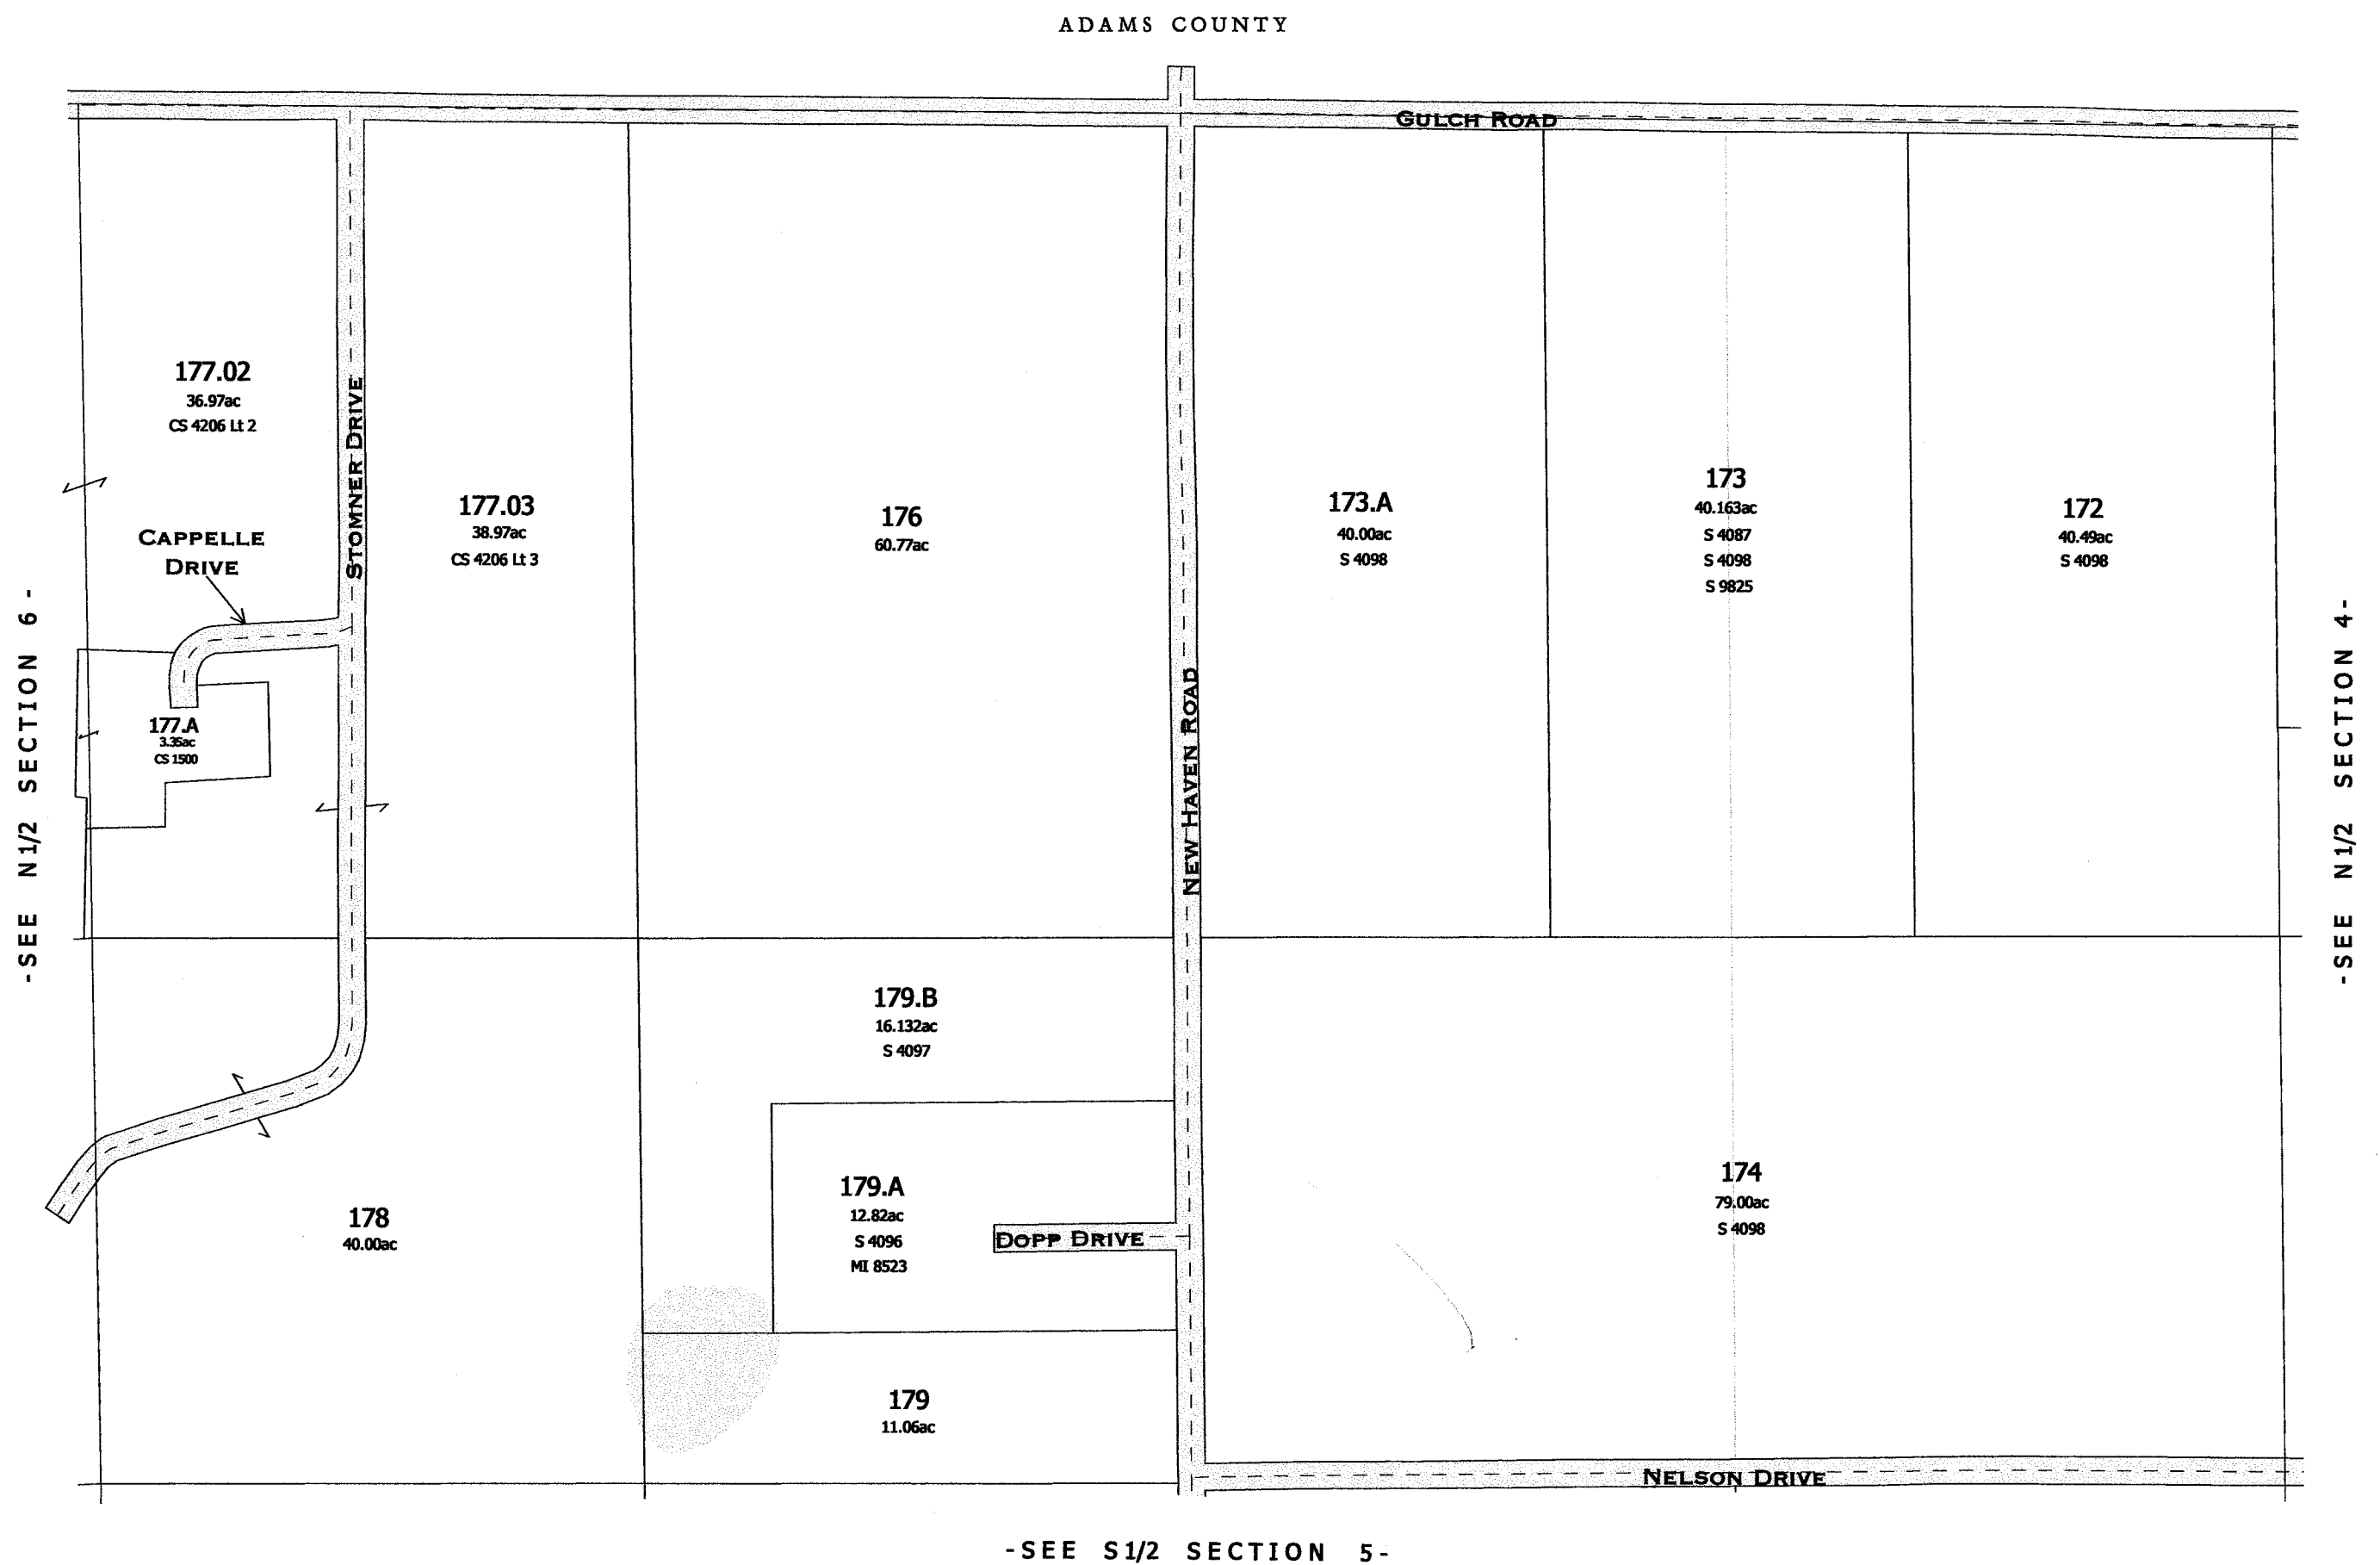 ADAMS COUNTY
GULCH ROAD
177.02
36.97ac
CS 4206 Lt 2
STOMNER DRIVE
CAPPELLE
DRIVE
177.03
38.97ac
CS 4206 Lt 3
176
60.77ac
173.A
40.00ac
S 4098
173
40.163ac
S 4087
S 4098
S 9825
172
40.49ac
S 4098
-SEE N1/2 SECTION 6-
177.A
3.35ac
CS 1500
NEW HAVEN ROAD
-SEE N1/2 SECTION 4-
179.B
16.132ac
S 4097
179.A
12.82ac
S 4096
MI 8523
DOPP DRIVE
178
40.00ac
174
79.00ac
S 4098
179
11.06ac
NELSON DRIVE
-SEE S1/2 SECTION 5-